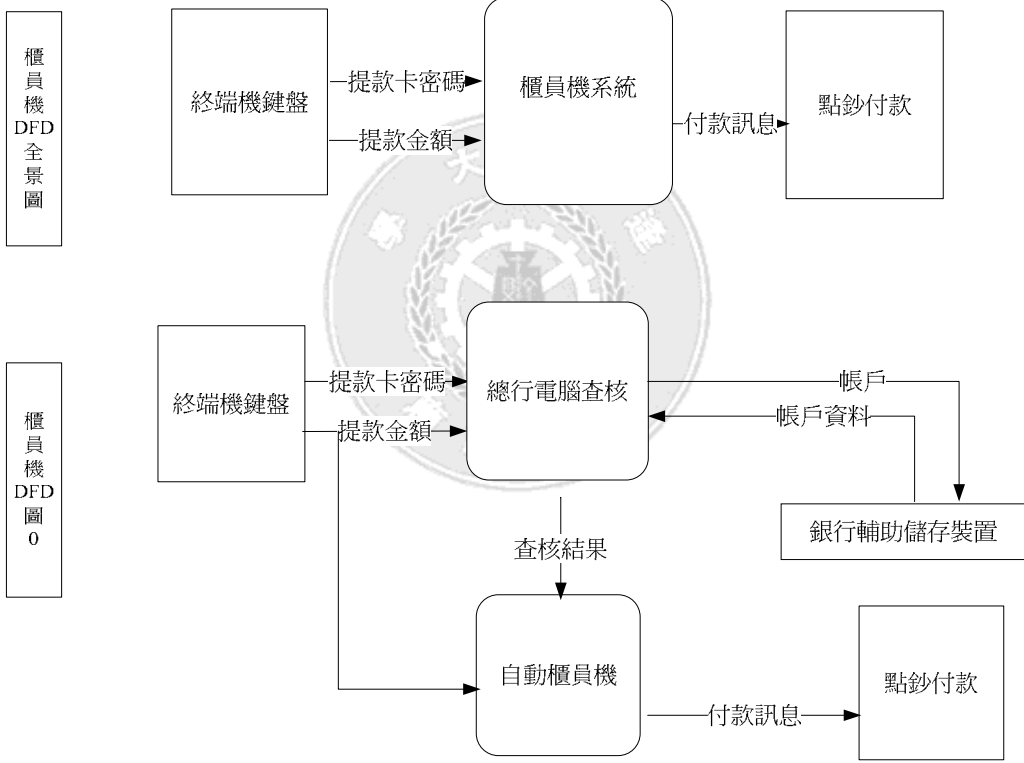 櫃員機DFD全景圖
終端機鍵盤
提款卡密碼
提款金額
櫃員機系統
付款訊息
點鈔付款
櫃員機DFD圖0
終端機鍵盤
提款卡密碼
提款金額
總行電腦查核
帳戶
帳戶資料
銀行輔助儲存裝置
查核結果
自動櫃員機
付款訊息
點鈔付款